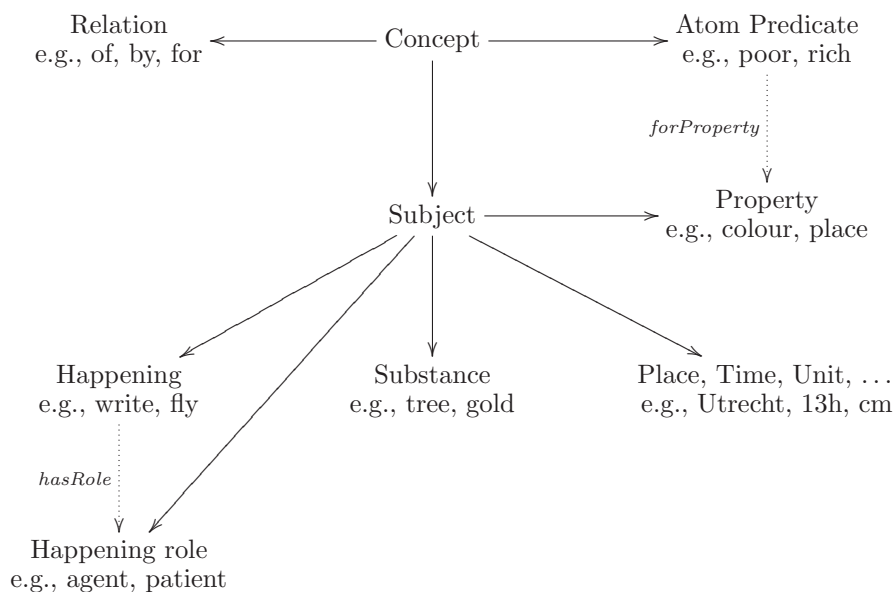 Relation
e.g., of, by, for
Concept
Atom Predicate
e.g., poor, rich
forProperty
Subject
Property
e.g., colour, place
Happening
e.g., write, fly
Substance
e.g., tree, gold
Place, Time, Unit, ...
e.g., Utrecht, 13h, cm
hasRole
Happening role
e.g., agent, patient